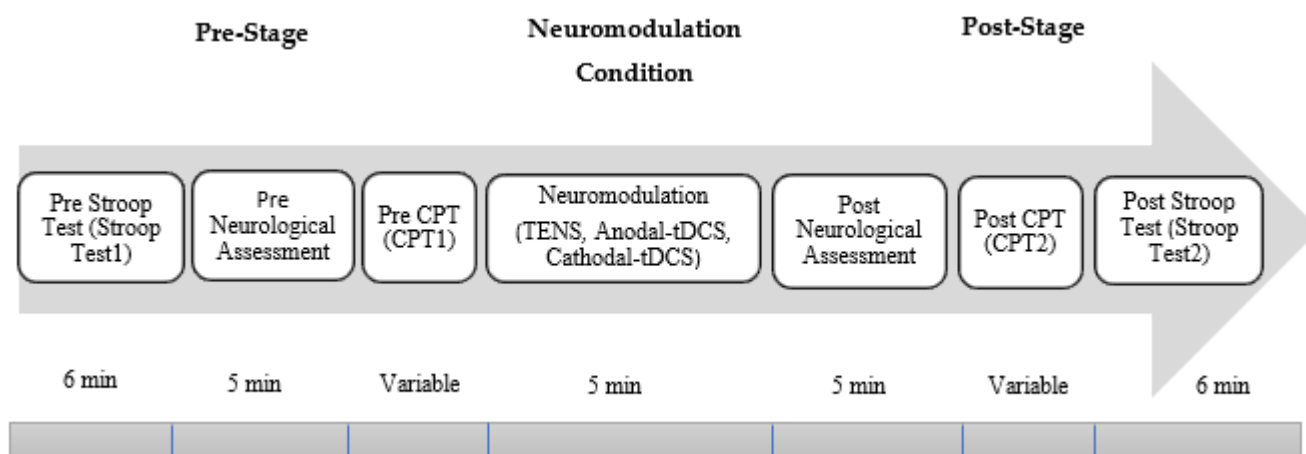 Pre-Stage
Neuromodulation
Condition
Post-Stage
Pre Stroop
Test (Stroop
Test1)
Pre
Neurological
Assessment
Pre CPT
(CPT1)
Neuromodulation
(TENS, Anodal-tDCS,
Cathodal-tDCS)
Post
Neurological
Assessment
Post CPT
(CPT2)
Post Stroop
Test (Stroop
Test2)
6 min
5 min
Variable
5 min
5 min
Variable
6 min